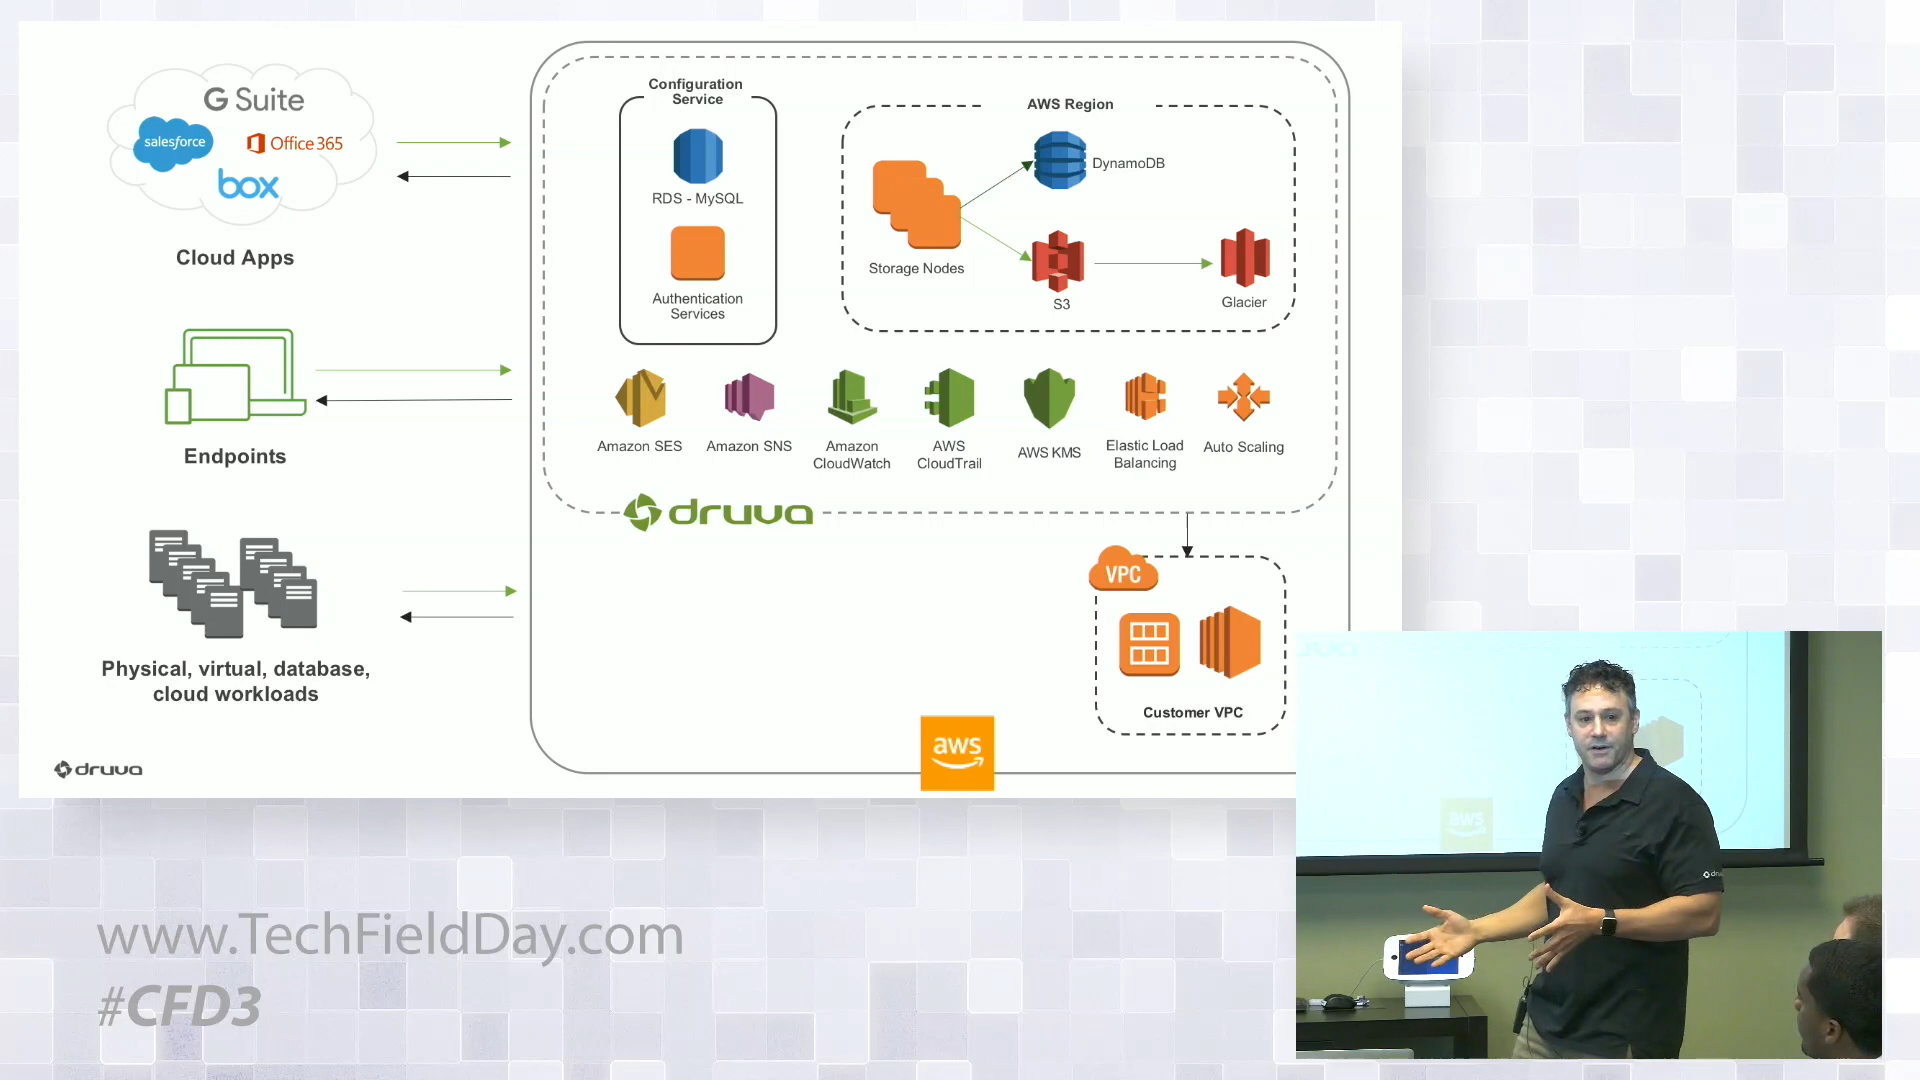 G Suite
salesforce
Office 365
box
Cloud Apps
Endpoints
Physical, virtual, database,
cloud workloads
druva
Configuration
Service
RDS - MySQL
Authentication
Services
AWS Region
Storage Nodes
DynamoDB
S3
Glacier
Amazon SES
Amazon SNS
Amazon
CloudWatch
AWS
CloudTrail
AWS KMS
Elastic Load
Balancing
Auto Scaling
druva
VPC
Customer VPC
aws
aws
www.TechFieldDay.com
#CFD3